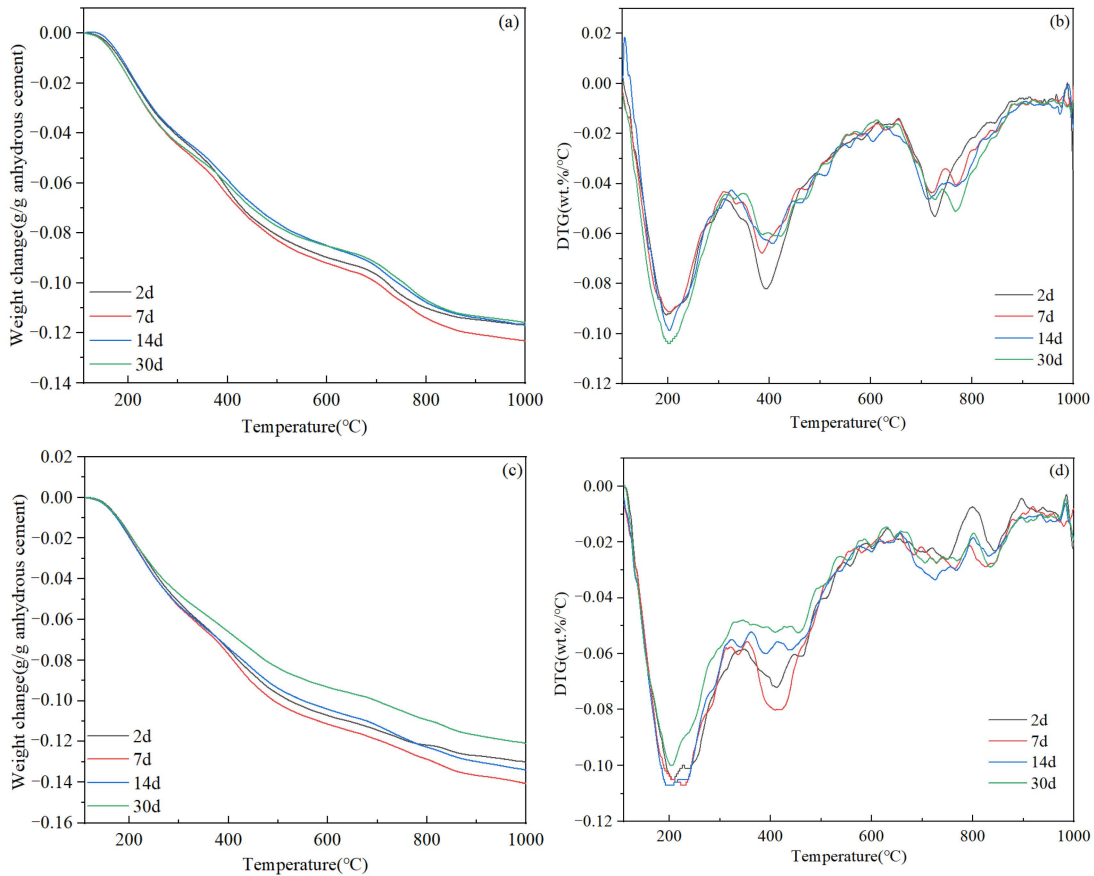 (a)
0.00
−0.02
−0.04
−0.06
−0.08
−0.10
−0.12
−0.14
Weight change(g/g anhydrous cement)
2d
7d
14d
30d
200
400
600
800
1000
Temperature(℃)
(b)
0.00
−0.02
−0.04
−0.06
−0.08
−0.10
−0.12
DTG(wt.%/℃)
2d
7d
14d
30d
200
400
600
800
1000
Temperature(℃)
(c)
0.02
0.00
−0.02
−0.04
−0.06
−0.08
−0.10
−0.12
−0.14
−0.16
Weight change(g/g anhydrous cement)
2d
7d
14d
30d
200
400
600
800
1000
Temperature(℃)
(d)
0.00
−0.02
−0.04
−0.06
−0.08
−0.10
−0.12
DTG(wt.%/℃)
2d
7d
14d
30d
200
400
600
800
1000
Temperature(℃)